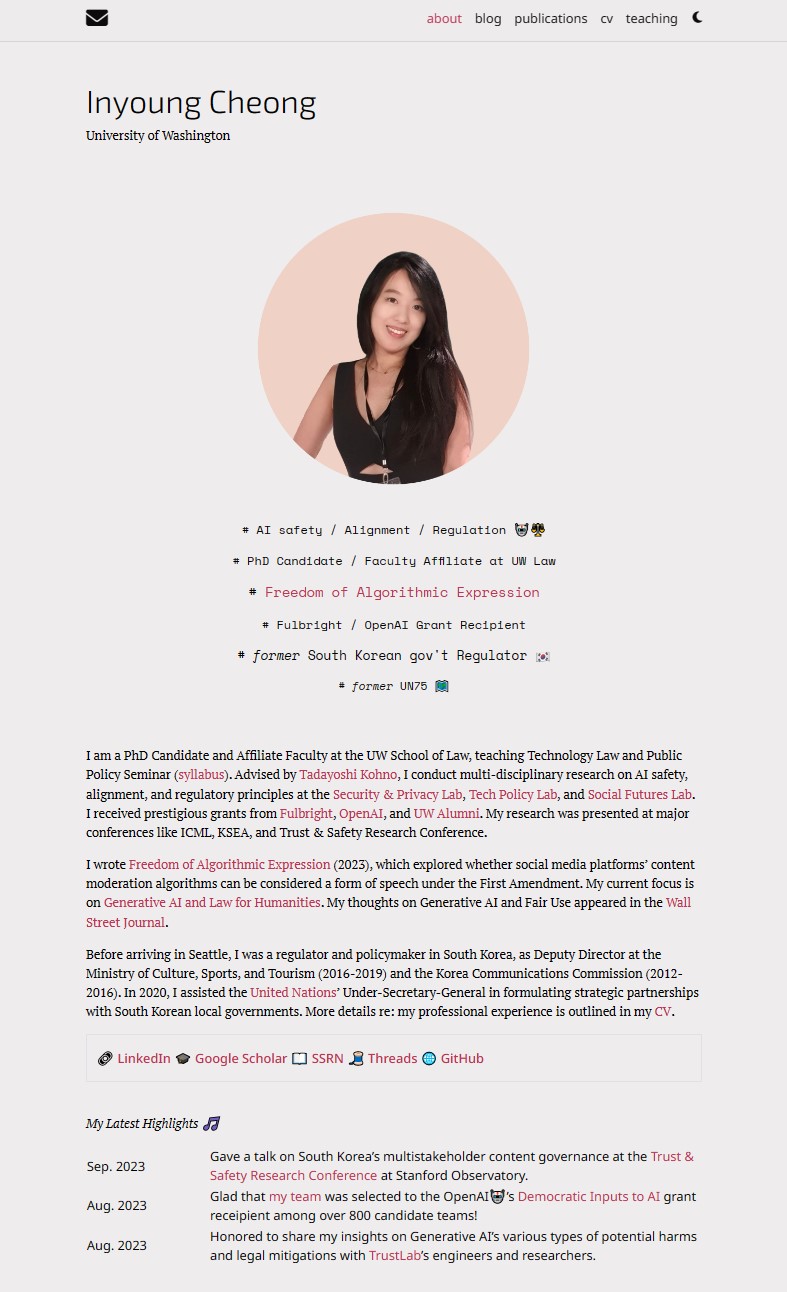 about blog publications cv teaching
Inyoung Cheong
University of Washington
# AI safety / Alignment / Regulation
# PhD Candidate / Faculty Affiliate at UW Law
# Freedom of Algorithmic Expression
# Fulbright / OpenAI Grant Recipient
# former South Korean gov't Regulator 🇰🇷
# former UN75 🗺️
I am a PhD Candidate and Affiliate Faculty at the UW School of Law, teaching Technology Law and Public
Policy Seminar (syllabus). Advised by Tadayoshi Kohno, I conduct multi-disciplinary research on AI safety,
alignment, and regulatory principles at the Security & Privacy Lab, Tech Policy Lab, and Social Futures Lab.
I received prestigious grants from Fulbright, OpenAI, and UW Alumni. My research was presented at major
conferences like ICML, KSEA, and Trust & Safety Research Conference.
I wrote Freedom of Algorithmic Expression (2023), which explored whether social media platforms' content
moderation algorithms can be considered a form of speech under the First Amendment. My current focus is
on Generative AI and Law for Humanities. My thoughts on Generative AI and Fair Use appeared in the Wall
Street Journal.
Before arriving in Seattle, I was a regulator and policymaker in South Korea, as Deputy Director at the
Ministry of Culture, Sports, and Tourism (2016-2019) and the Korea Communications Commission (2012-
2016). In 2020, I assisted the United Nations' Under-Secretary-General in formulating strategic partnerships
with South Korean local governments. More details re: my professional experience is outlined in my CV.
LinkedIn 🎓 Google Scholar 📖 SSRN 🧵 Threads 🌐 GitHub
My Latest Highlights 🎵
Sep. 2023 Gave a talk on South Korea's multistakeholder content governance at the Trust &
Safety Research Conference at Stanford Observatory.
Aug. 2023 Glad that my team was selected to the OpenAI's Democratic Inputs to AI grant
receipient among over 800 candidate teams!
Aug. 2023 Honored to share my insights on Generative AI's various types of potential harms
and legal mitigations with TrustLab's engineers and researchers.